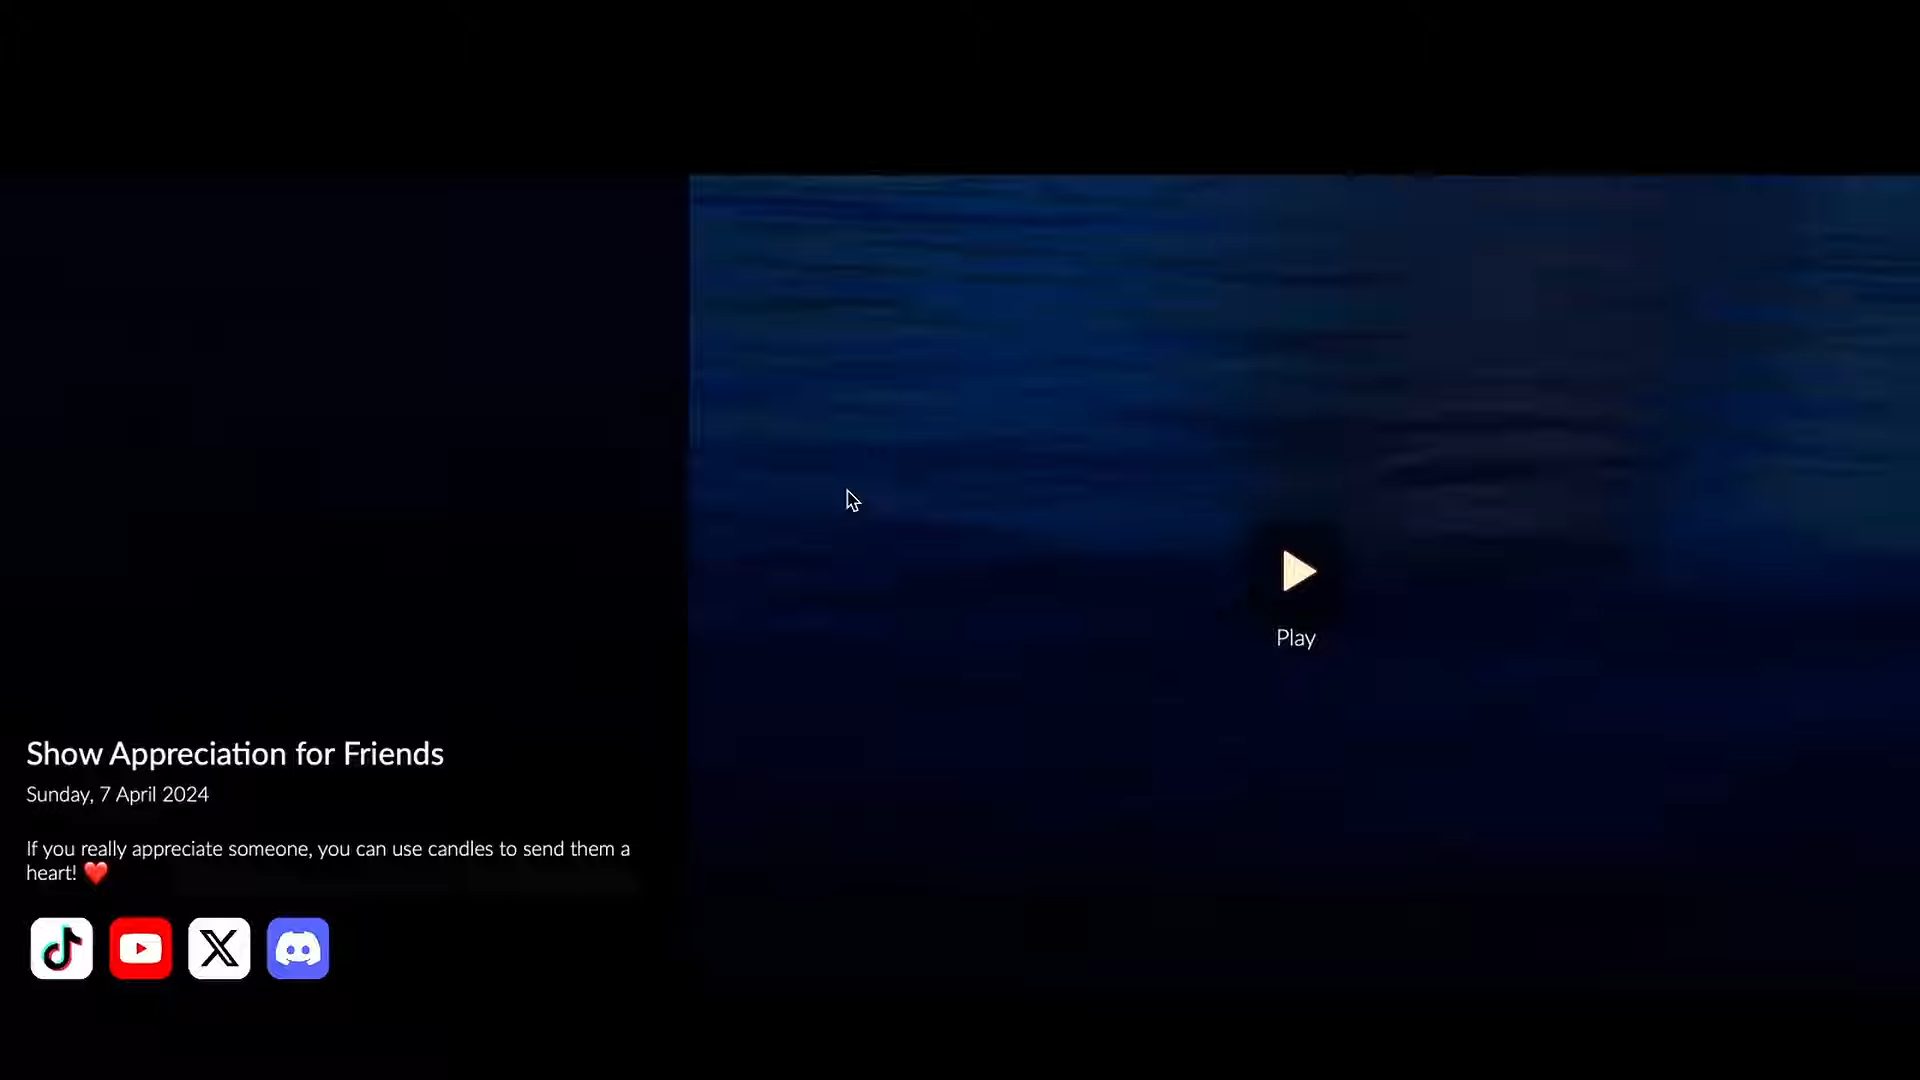 Play
Show Appreciation for Friends
Sunday, 7 April 2024
If you really appreciate someone, you can use candles to send them a
heart! ❤️